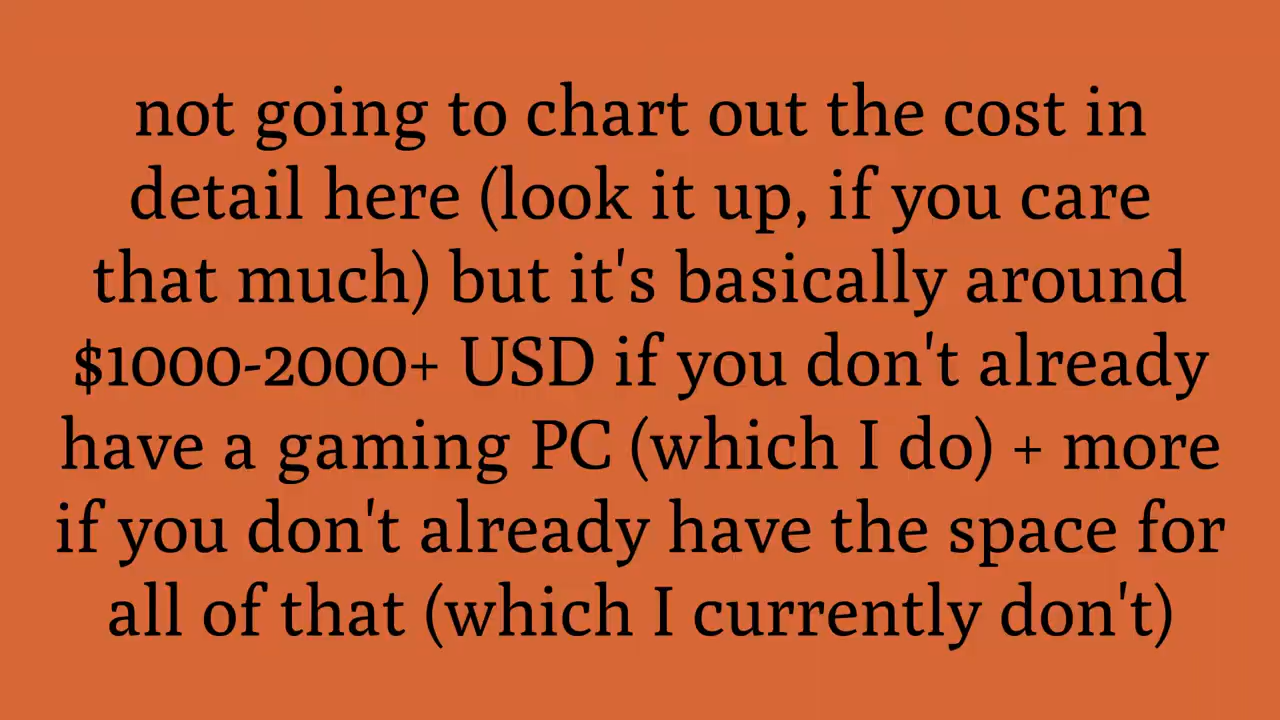 not going to chart out the cost in
detail here (look it up, if you care
that much) but it's basically around
$1000-2000+ USD if you don't already
have a gaming PC (which I do) + more
if you don't already have the space for
all of that (which I currently don't)